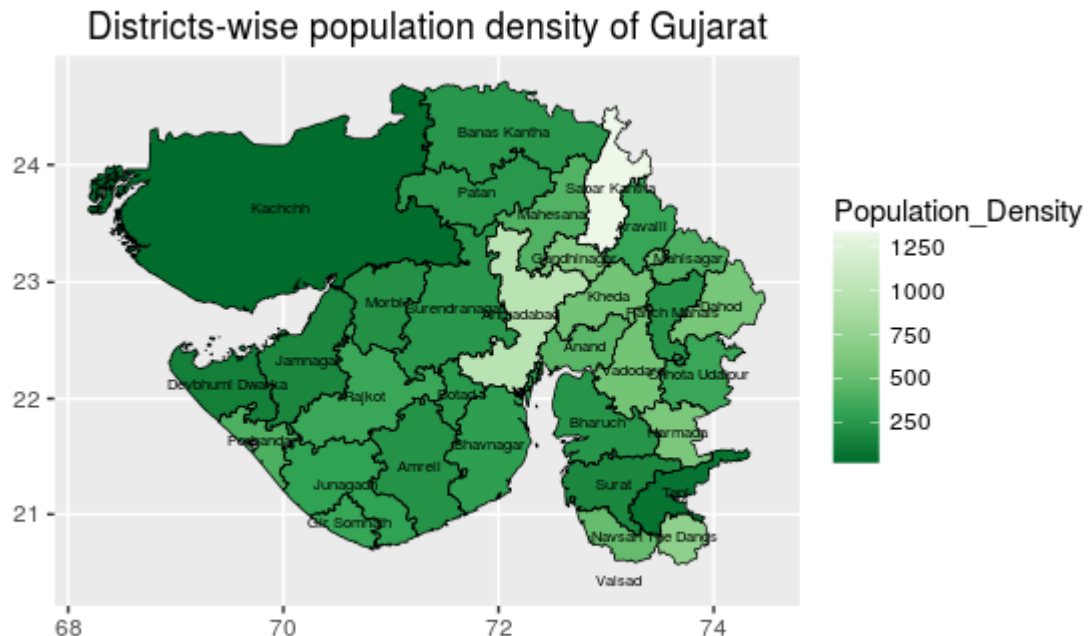 Districts-wise population density of Gujarat
24
23
22
21
68
70
72
74
Banas Kantha
Patan
Sabar Kantha
Kachchh
Mahesana
Aravalli
Gandhinagar
Mahisagar
Morbi
Surendranagar
Ahmadabad
Kheda
Panch Mahals
Dahod
Jamnagar
Anand
Devbhumi Dwarka
Rajkot
Botad
Vadodara
Chhota Udaipur
Porbandar
Bhavnagar
Bharuch
Narmada
Amreli
Junagadh
Surat
Tapi
Gir Somnath
Navsari
The Dangs
Valsad
Population_Density
1250
1000
750
500
250